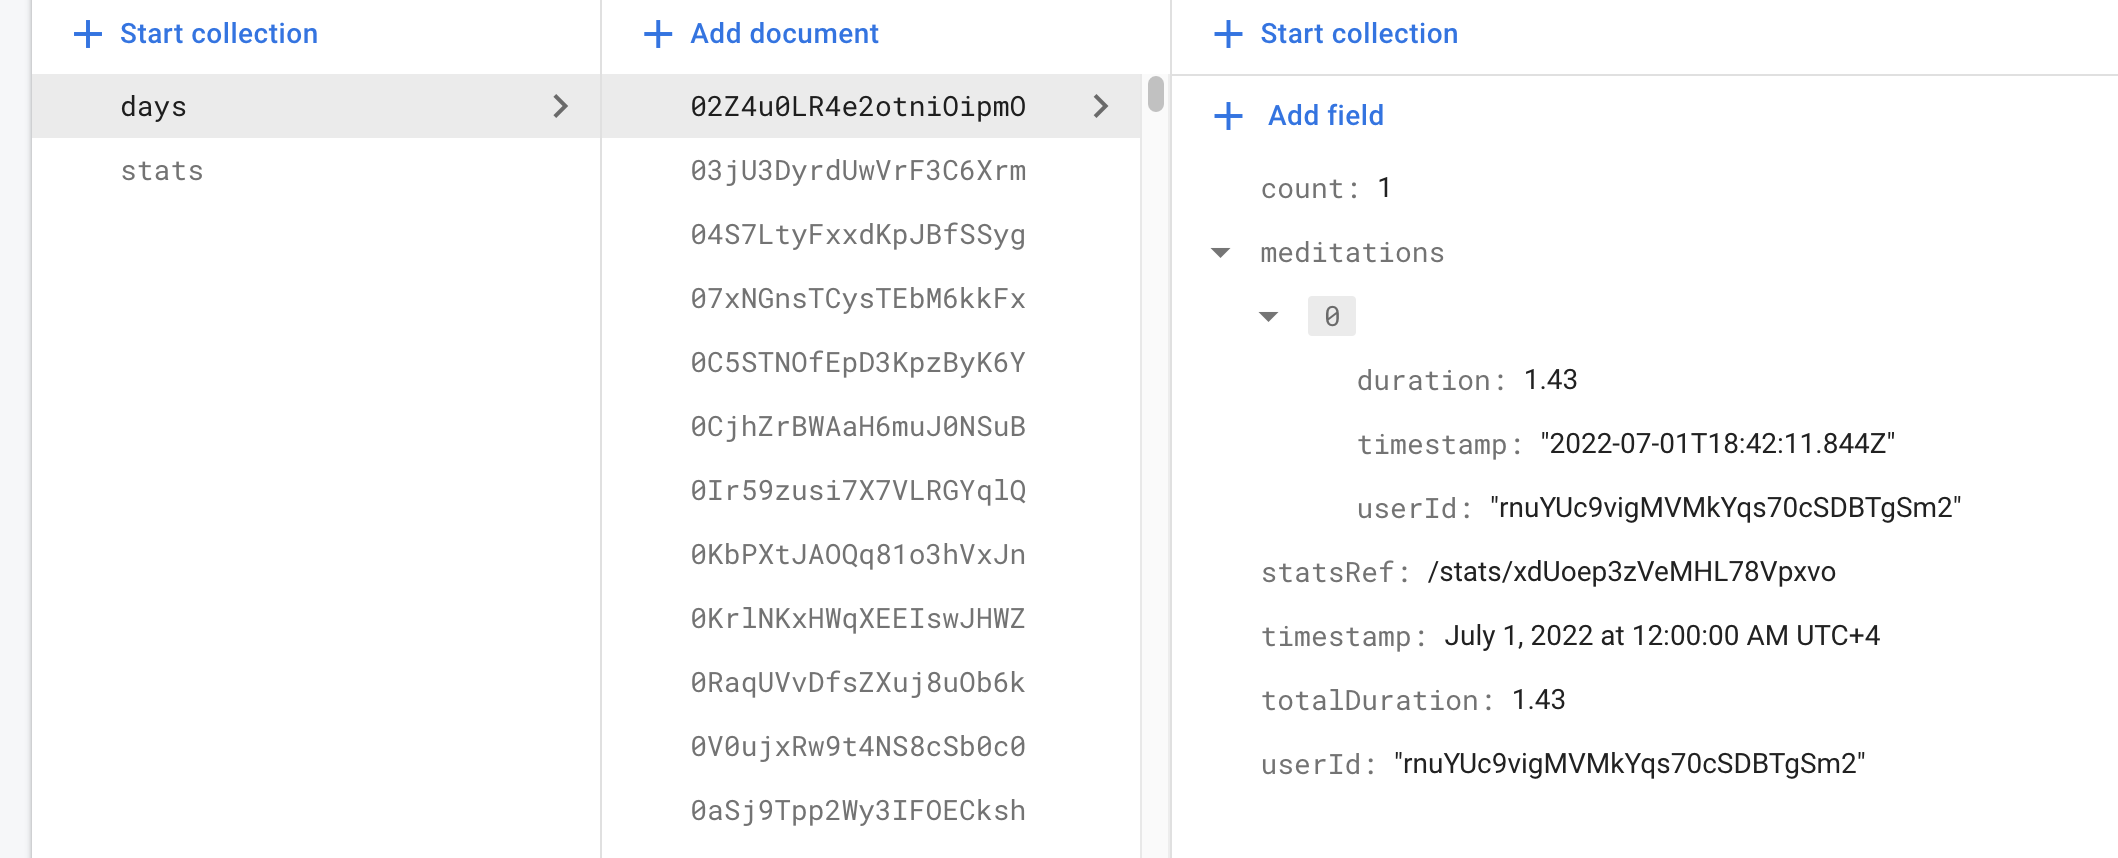 Start collection
days
stats
Add document
02Z4u0LR4e2otniOipmO
03jU3DyrdUwVrF3C6Xrm
04S7LtyFxxdKpJBfSSyg
07xNGnsTCysTEbM6kkFx
0C5STNOfEpD3KpzByK6Y
0CjhZrBWAaH6muJ0NSuB
0Ir59zusi7X7VLRGYqlQ
0KbPXtJAOQq81o3hVxJn
0KrlNKxHWqXEEIswJHWZ
0RaqUVvDfsZXuj8uOb6k
0V0ujxRw9t4NS8cSb0c0
0aSj9Tpp2Wy3IFOECksh
Start collection
Add field
count: 1
meditations
0
duration: 1.43
timestamp: "2022-07-01T18:42:11.844Z"
userId: "rnuYUc9vigMVMkYqs70cSDBTgSm2"
statsRef: /stats/xdUoep3zVeMHL78Vpxvo
timestamp: July 1, 2022 at 12:00:00 AM UTC+4
totalDuration: 1.43
userId: "rnuYUc9vigMVMkYqs70cSDBTgSm2"